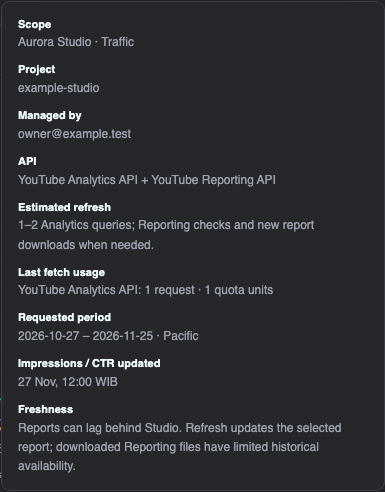 Scope
Aurora Studio · Traffic
Project
example-studio
Managed by
owner@example.test
API
YouTube Analytics API + YouTube Reporting API
Estimated refresh
1–2 Analytics queries; Reporting checks and new report
downloads when needed.
Last fetch usage
YouTube Analytics API: 1 request · 1 quota units
Requested period
2026-10-27 – 2026-11-25 · Pacific
Impressions / CTR updated
27 Nov, 12:00 WIB
Freshness
Reports can lag behind Studio. Refresh updates the selected
report; downloaded Reporting files have limited historical
availability.